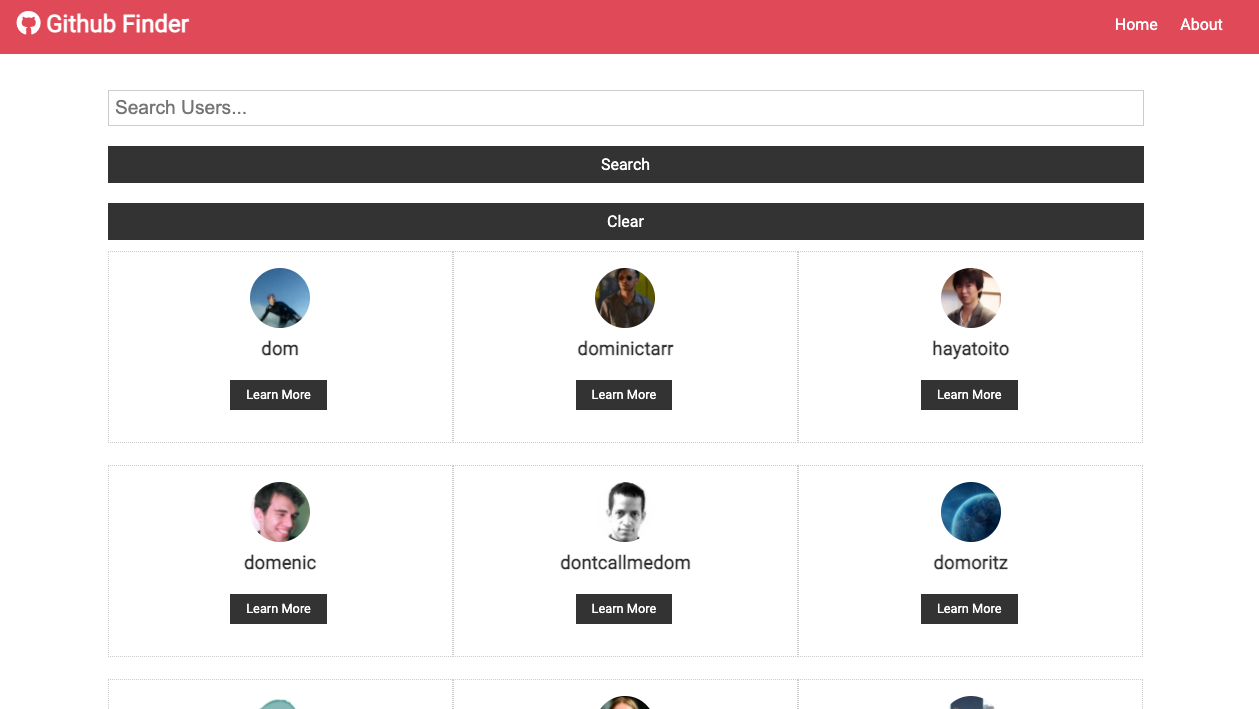 Github Finder
Home About
Search Users...
Search
Clear
dom dominictarr hayatoito
Learn More Learn More Learn More
domenic dontcallmedom domoritz
Learn More Learn More Learn More